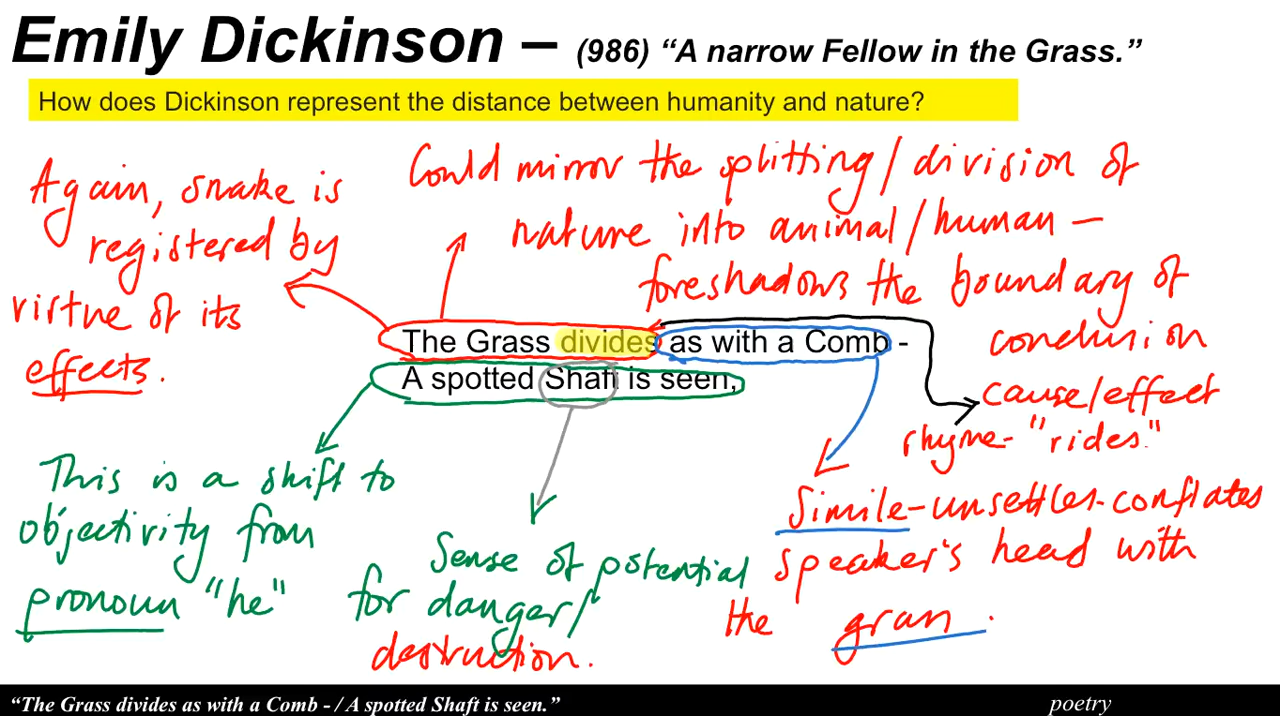 Emily Dickinson – (986) “A narrow Fellow in the Grass.”
How does Dickinson represent the distance between humanity and nature?
Again, snake is
registered by
virtue of its
effects.
Could mirror the splitting/division of
nature into animal/human –
foreshadows the boundary of
conclusion
The Grass divides as with a Comb -
A spotted Shaft is seen,
cause/effect
rhyme - "rides."
This is a shift to
objectivity from
pronoun "he"
Sense of potential
for danger/
destruction.
Simile - unsettles - conflates
speaker's head with
the grass.
“The Grass divides as with a Comb - / A spotted Shaft is seen.”
poetry